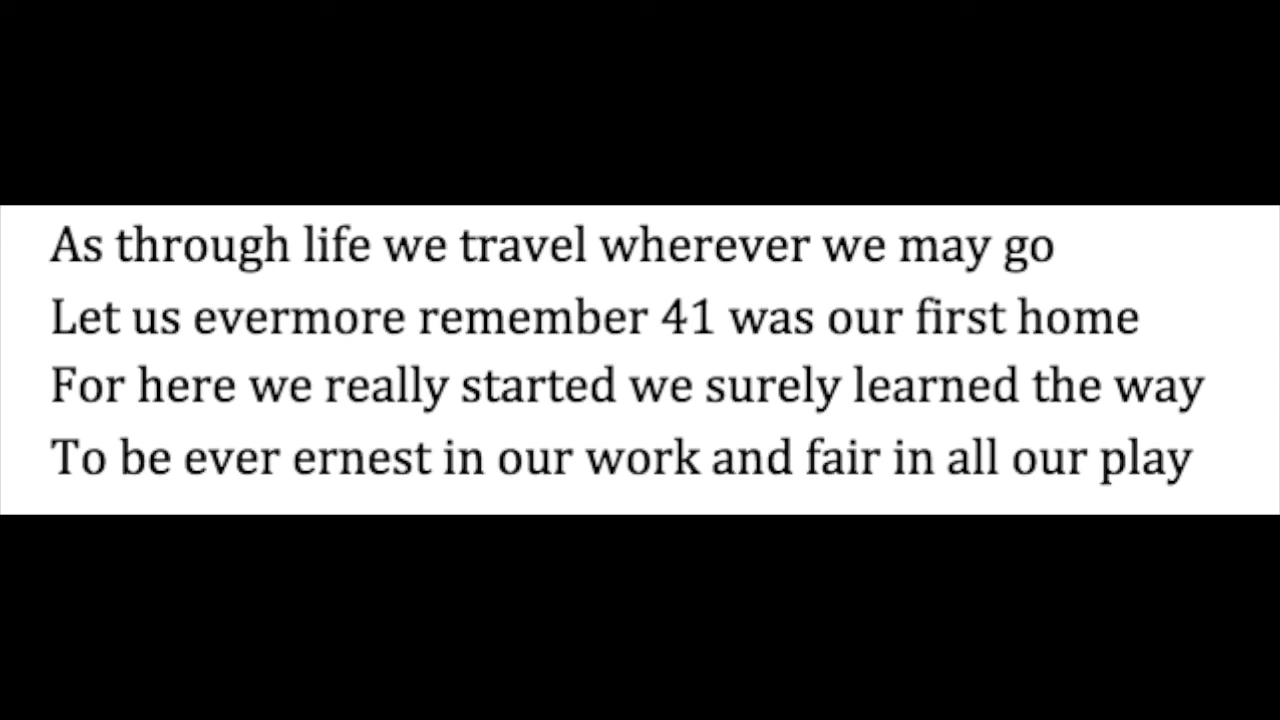 As through life we travel wherever we may go
Let us evermore remember 41 was our first home
For here we really started we surely learned the way
To be ever ernest in our work and fair in all our play